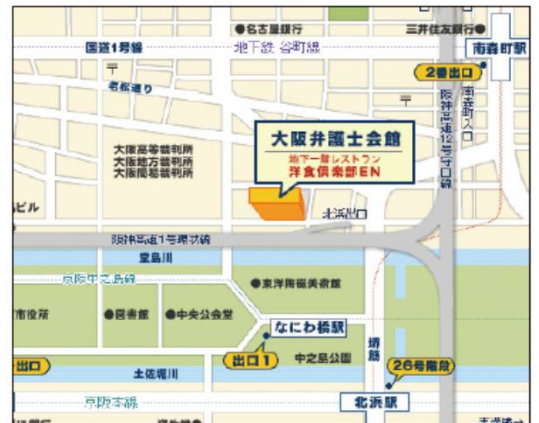 ●名古屋銀行
三井住友銀行●
国道1号線
地下鉄 谷町線
南森町駅
2番出口
〒
若松通り
〒
阪神高速12号守口線
南森町入口
大阪弁護士会館
地下一階レストラン
洋食倶楽部EN
大阪高等裁判所
大阪地方裁判所
大阪簡易裁判所
ビル
北浜出口
阪神高速1号環状線
堂島川
京阪中之島線
●東洋陶磁美術館
市役所
●図書館
●中央公会堂
なにわ橋駅
出口1
中之島公園
堺筋
出口
土佐堀川
26号階段
京阪本線
北浜駅